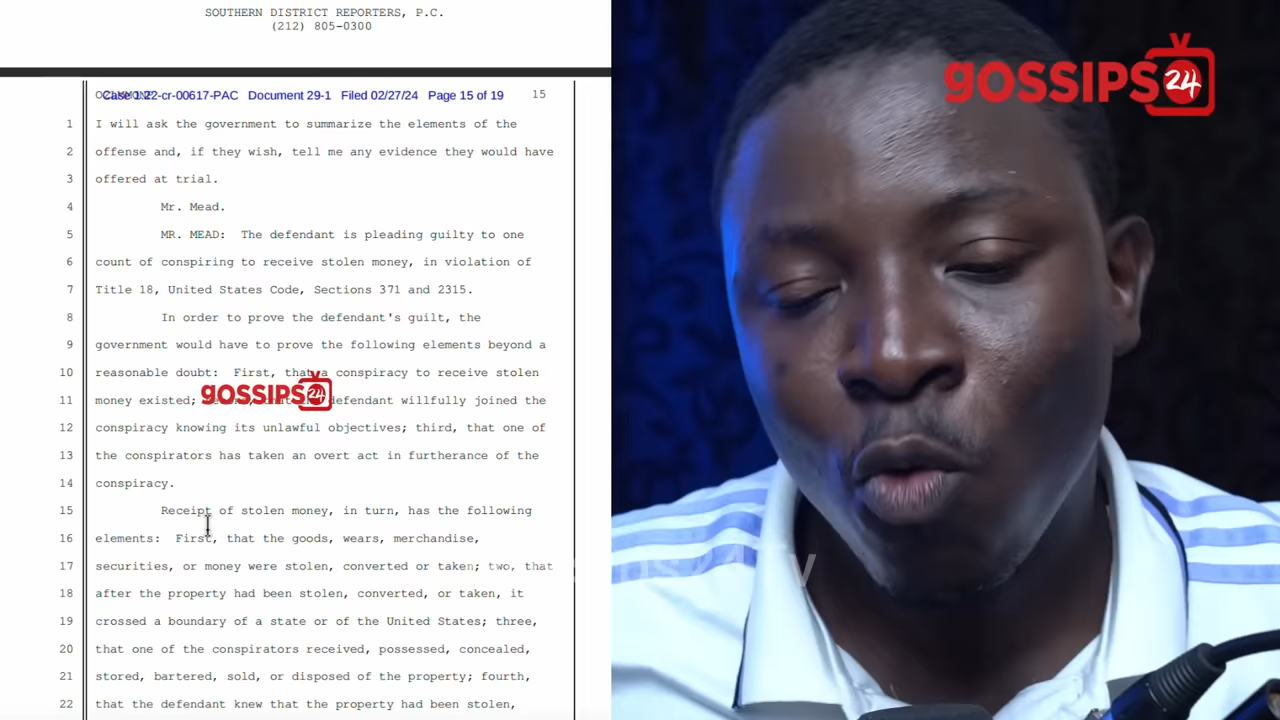 SOUTHERN DISTRICT REPORTERS, P.C.
(212) 805-0300
Case 1:22-cr-00617-PAC Document 29-1 Filed 02/27/24 Page 15 of 19
15
1 I will ask the government to summarize the elements of the
2 offense and, if they wish, tell me any evidence they would have
3 offered at trial.
4 Mr. Mead.
5 MR. MEAD: The defendant is pleading guilty to one
6 count of conspiring to receive stolen money, in violation of
7 Title 18, United States Code, Sections 371 and 2315.
8 In order to prove the defendant's guilt, the
9 government would have to prove the following elements beyond a
10 reasonable doubt: First, that a conspiracy to receive stolen
11 money existed; defendant willfully joined the
12 conspiracy knowing its unlawful objectives; third, that one of
13 the conspirators has taken an overt act in furtherance of the
14 conspiracy.
15 Receipt of stolen money, in turn, has the following
16 elements: First, that the goods, wears, merchandise,
17 securities, or money were stolen, converted or taken; two, that
18 after the property had been stolen, converted, or taken, it
19 crossed a boundary of a state or of the United States; three,
20 that one of the conspirators received, possessed, concealed,
21 stored, bartered, sold, or disposed of the property; fourth,
22 that the defendant knew that the property had been stolen,
gOSSIPS 24
gOSSIPS 24